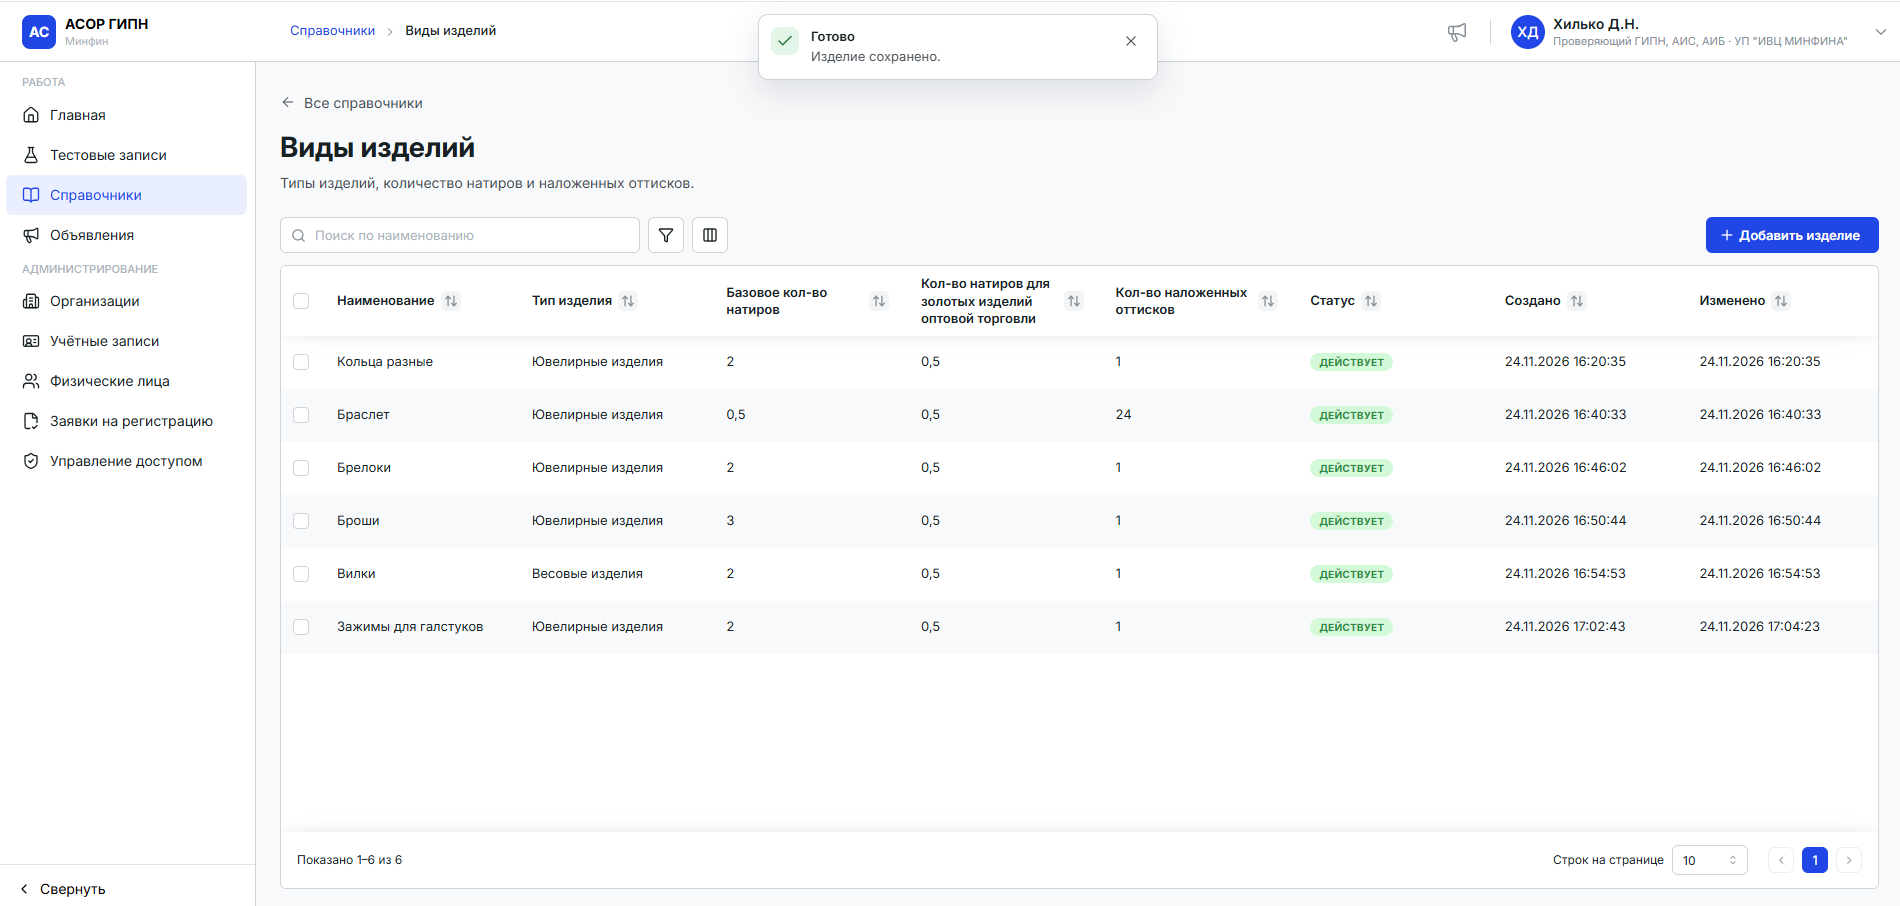 АС
АСОР ГИПН
Минфин
Справочники
Виды изделий
Готово
Изделие сохранено.
ХД
Хилько Д.Н.
Проверяющий ГИПН, АИС, АИБ · УП "ИВЦ МИНФИНА"
РАБОТА
Главная
Тестовые записи
Справочники
Объявления
АДМИНИСТРИРОВАНИЕ
Организации
Учётные записи
Физические лица
Заявки на регистрацию
Управление доступом
Свернуть
Все справочники
Виды изделий
Типы изделий, количество натиров и наложенных оттисков.
Поиск по наименованию
Добавить изделие
Наименование
Тип изделия
Базовое кол-во
натиров
Кол-во натиров для
золотых изделий
оптовой торговли
Кол-во наложенных
оттисков
Статус
Создано
Изменено
Кольца разные Ювелирные изделия 2 0,5 1 ДЕЙСТВУЕТ 24.11.2026 16:20:35 24.11.2026 16:20:35
Браслет Ювелирные изделия 0,5 0,5 24 ДЕЙСТВУЕТ 24.11.2026 16:40:33 24.11.2026 16:40:33
Брелоки Ювелирные изделия 2 0,5 1 ДЕЙСТВУЕТ 24.11.2026 16:46:02 24.11.2026 16:46:02
Броши Ювелирные изделия 3 0,5 1 ДЕЙСТВУЕТ 24.11.2026 16:50:44 24.11.2026 16:50:44
Вилки Весовые изделия 2 0,5 1 ДЕЙСТВУЕТ 24.11.2026 16:54:53 24.11.2026 16:54:53
Зажимы для галстуков Ювелирные изделия 2 0,5 1 ДЕЙСТВУЕТ 24.11.2026 17:02:43 24.11.2026 17:04:23
Показано 1–6 из 6
Строк на странице 10
1